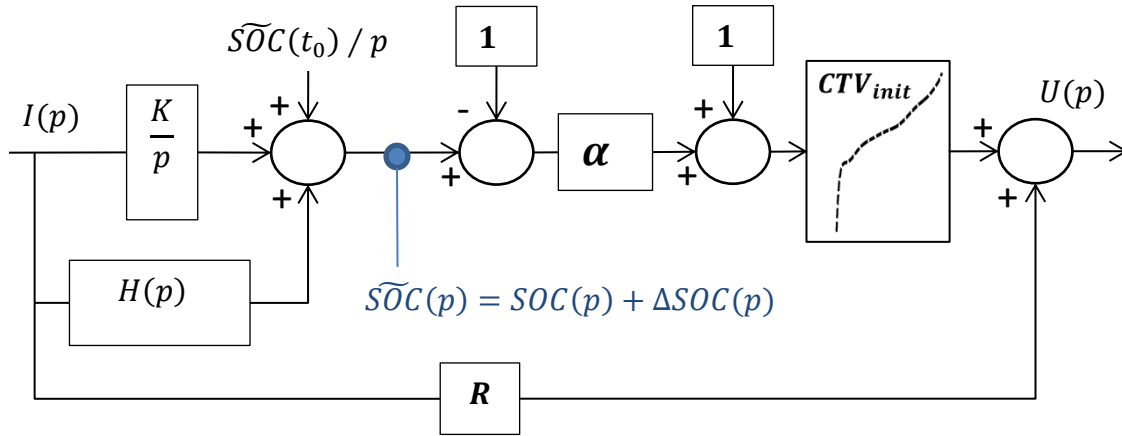 S͠OC(t₀) / p
1
1
CTV_init
U(p)
I(p)
K
p
+
+
+
-
+
α
+
+
+
+
H(p)
S͠OC(p) = SOC(p) + ΔSOC(p)
R